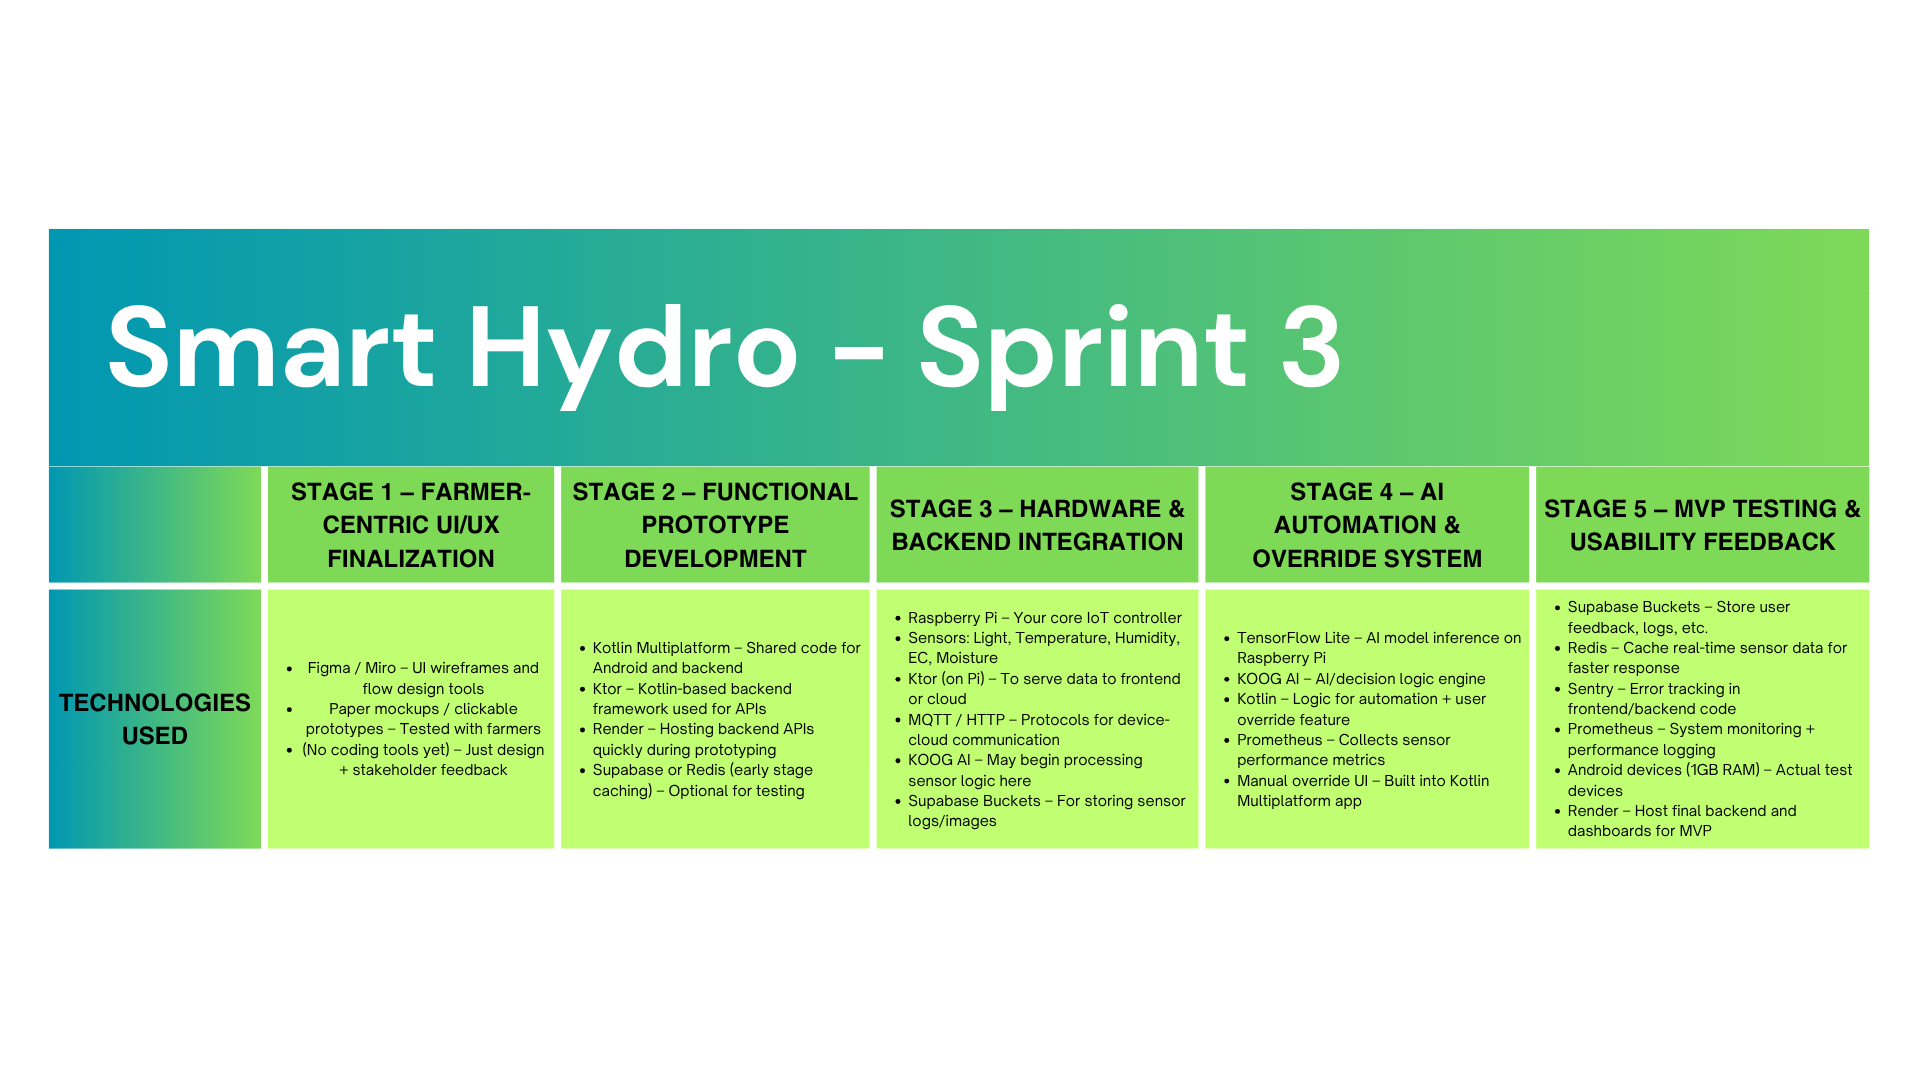 Smart Hydro – Sprint 3
STAGE 1 – FARMER-
CENTRIC UI/UX
FINALIZATION
STAGE 2 – FUNCTIONAL
PROTOTYPE
DEVELOPMENT
STAGE 3 – HARDWARE &
BACKEND INTEGRATION
STAGE 4 – AI
AUTOMATION &
OVERRIDE SYSTEM
STAGE 5 – MVP TESTING &
USABILITY FEEDBACK
TECHNOLOGIES
USED
• Figma / Miro – UI wireframes and
flow design tools
• Paper mockups / clickable
prototypes – Tested with farmers
• (No coding tools yet) – Just design
+ stakeholder feedback
• Kotlin Multiplatform – Shared code for
Android and backend
• Ktor – Kotlin-based backend
framework used for APIs
• Render – Hosting backend APIs
quickly during prototyping
• Supabase or Redis (early stage
caching) – Optional for testing
• Raspberry Pi – Your core IoT controller
• Sensors: Light, Temperature, Humidity,
EC, Moisture
• Ktor (on Pi) – To serve data to frontend
or cloud
• MQTT / HTTP – Protocols for device-
cloud communication
• KOOG AI – May begin processing
sensor logic here
• Supabase Buckets – For storing sensor
logs/images
• TensorFlow Lite – AI model inference on
Raspberry Pi
• KOOG AI – AI/decision logic engine
• Kotlin – Logic for automation + user
override feature
• Prometheus – Collects sensor
performance metrics
• Manual override UI – Built into Kotlin
Multiplatform app
• Supabase Buckets – Store user
feedback, logs, etc.
• Redis – Cache real-time sensor data for
faster response
• Sentry – Error tracking in
frontend/backend code
• Prometheus – System monitoring +
performance logging
• Android devices (1GB RAM) – Actual test
devices
• Render – Host final backend and
dashboards for MVP